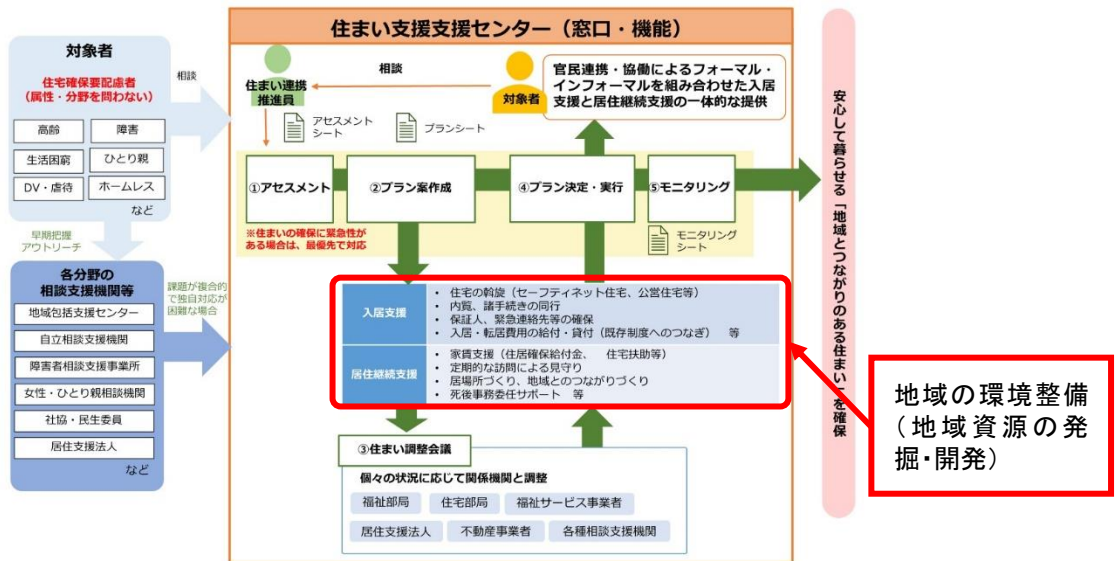 住まい支援支援センター（窓口・機能）
対象者
住宅確保要配慮者
（属性・分野を問わない）
高齢
障害
生活困窮
ひとり親
DV・虐待
ホームレス
など
相談
早期把握
アウトリーチ
各分野の
相談支援機関等
地域包括支援センター
自立相談支援機関
障害者相談支援事業所
女性・ひとり親相談機関
社協・民生委員
居住支援法人
など
課題が複合的
で独自対応が
困難な場合
住まい連携
推進員
相談
対象者
官民連携・協働によるフォーマル・
インフォーマルを組み合わせた入居
支援と居住継続支援の一体的な提供
アセスメント
シート
プランシート
①アセスメント
②プラン案作成
④プラン決定・実行
⑤モニタリング
※住まいの確保に緊急性が
ある場合は、最優先で対応
モニタリング
シート
入居支援
• 住宅の斡旋（セーフティネット住宅、公営住宅等）
• 内覧、諸手続きの同行
• 保証人、緊急連絡先等の確保
• 入居・転居費用の給付・貸付（既存制度へのつなぎ） 等
居住継続支援
• 家賃支援（住居確保給付金、 住宅扶助等）
• 定期的な訪問による見守り
• 居場所づくり、地域とのつながりづくり
• 死後事務委任サポート 等
③住まい調整会議
個々の状況に応じて関係機関と調整
福祉部局
住宅部局
福祉サービス事業者
居住支援法人
不動産事業者
各種相談支援機関
安心して暮らせる「地域とつながりのある住まい」を確保
地域の環境整備
（地域資源の発
掘・開発）